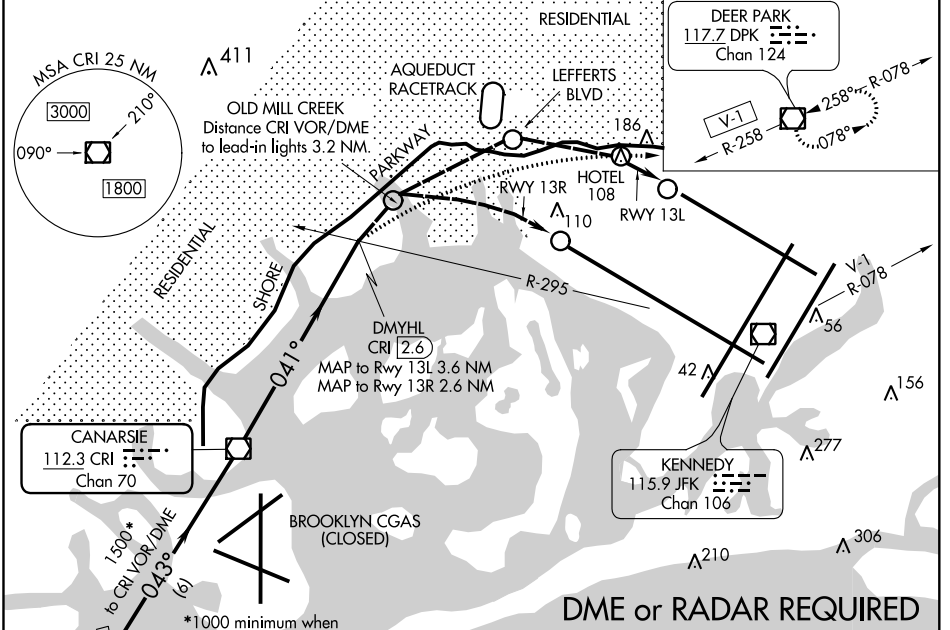 RESIDENTIAL
DEER PARK
117.7 DPK
Chan 124
R-078
258°
V-1
R-258
078°
411
MSA CRI 25 NM
3000
210°
090°
1800
AQUEDUCT
RACETRACK
LEFFERTS
BLVD
OLD MILL CREEK
Distance CRI VOR/DME
to lead-in lights 3.2 NM.
PARKWAY
186
HOTEL
108
RWY 13R
110
RWY 13L
RESIDENTIAL
SHORE
R-295
V-1
R-078
DMYHL
CRI 2.6
MAP to Rwy 13L 3.6 NM
MAP to Rwy 13R 2.6 NM
041°
56
42
156
CANARSIE
112.3 CRI
Chan 70
277
KENNEDY
115.9 JFK
Chan 106
BROOKLYN CGAS
(CLOSED)
1500*
to CRI VOR/DME
043°
(6)
210
306
*1000 minimum when
DME or RADAR REQUIRED